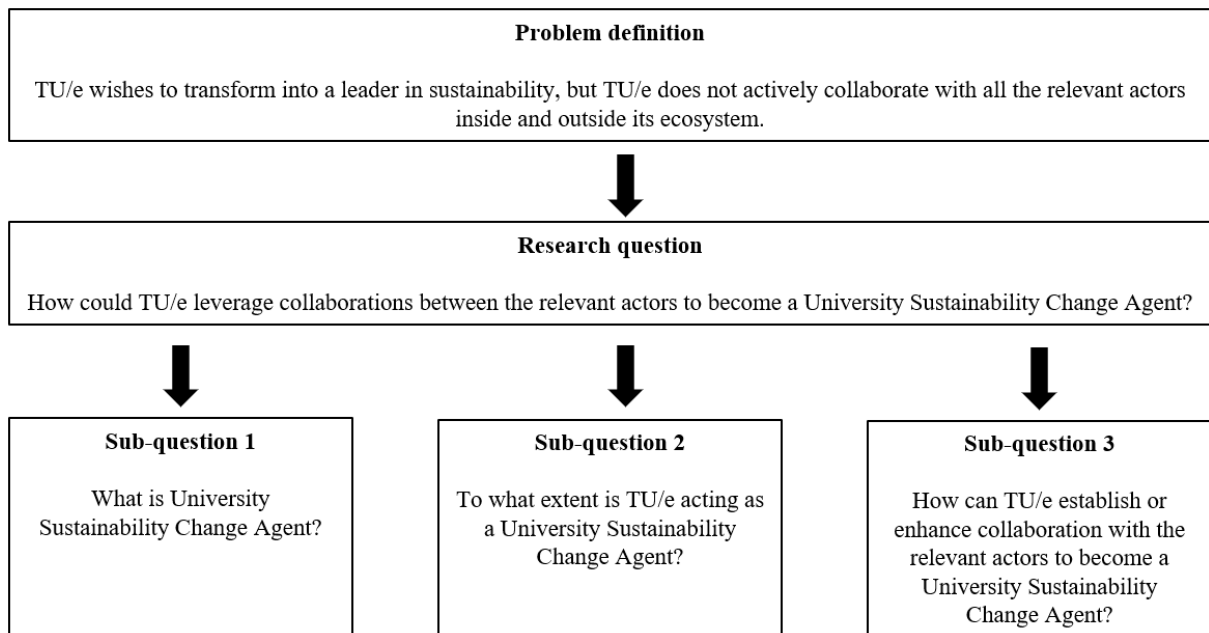 Problem definition
TU/e wishes to transform into a leader in sustainability, but TU/e does not actively collaborate with all the relevant actors
inside and outside its ecosystem.
Research question
How could TU/e leverage collaborations between the relevant actors to become a University Sustainability Change Agent?
Sub-question 1
What is University
Sustainability Change Agent?
Sub-question 2
To what extent is TU/e acting as
a University Sustainability
Change Agent?
Sub-question 3
How can TU/e establish or
enhance collaboration with the
relevant actors to become a
University Sustainability
Change Agent?